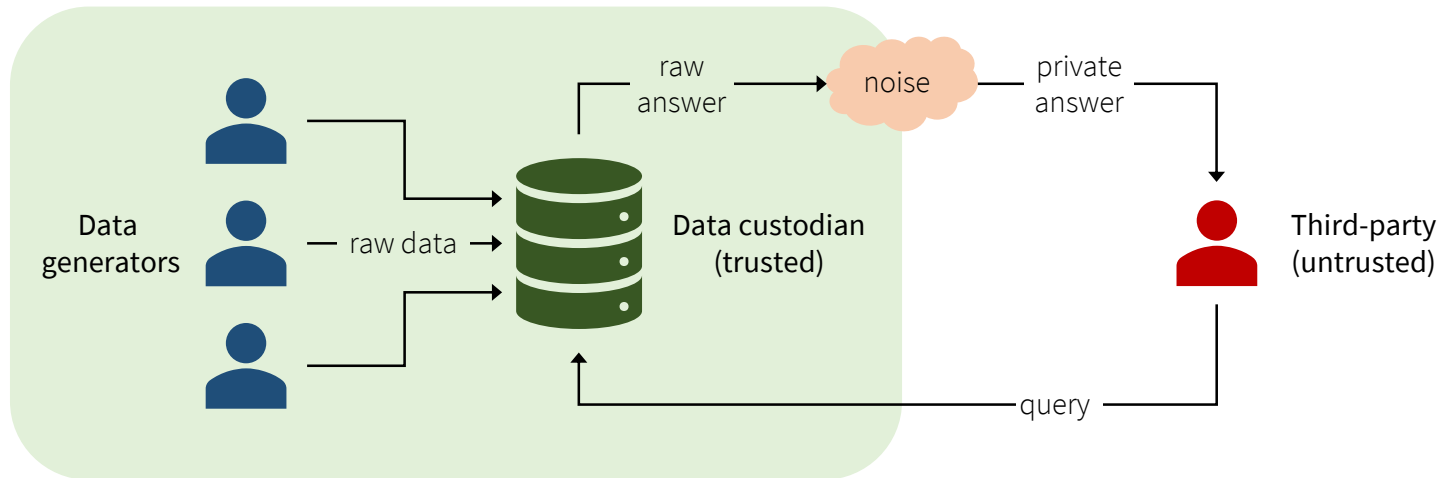 raw
answer
noise
private
answer
Data
generators
raw data
Data custodian
(trusted)
Third-party
(untrusted)
query